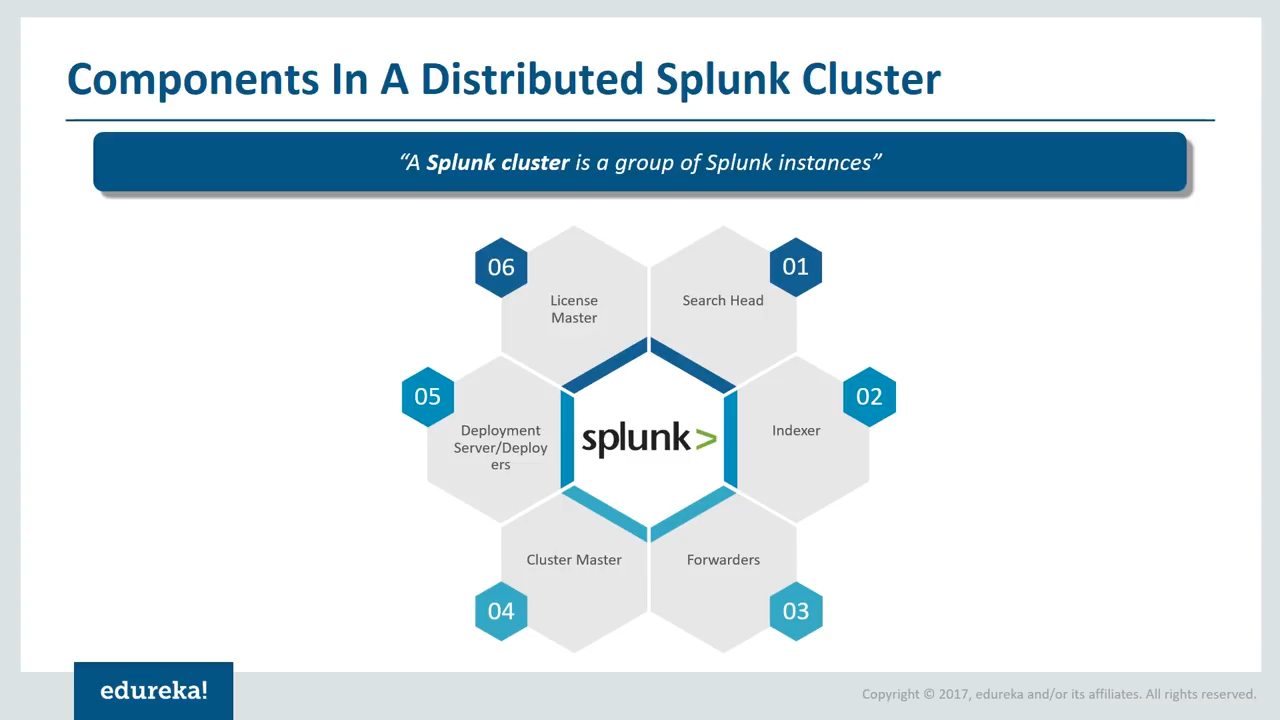 Components In A Distributed Splunk Cluster
“A Splunk cluster is a group of Splunk instances”
01
Search Head
02
Indexer
03
Forwarders
04
Cluster Master
05
Deployment
Server/Deploy
ers
06
License
Master
splunk>
edureka!
Copyright © 2017, edureka and/or its affiliates. All rights reserved.